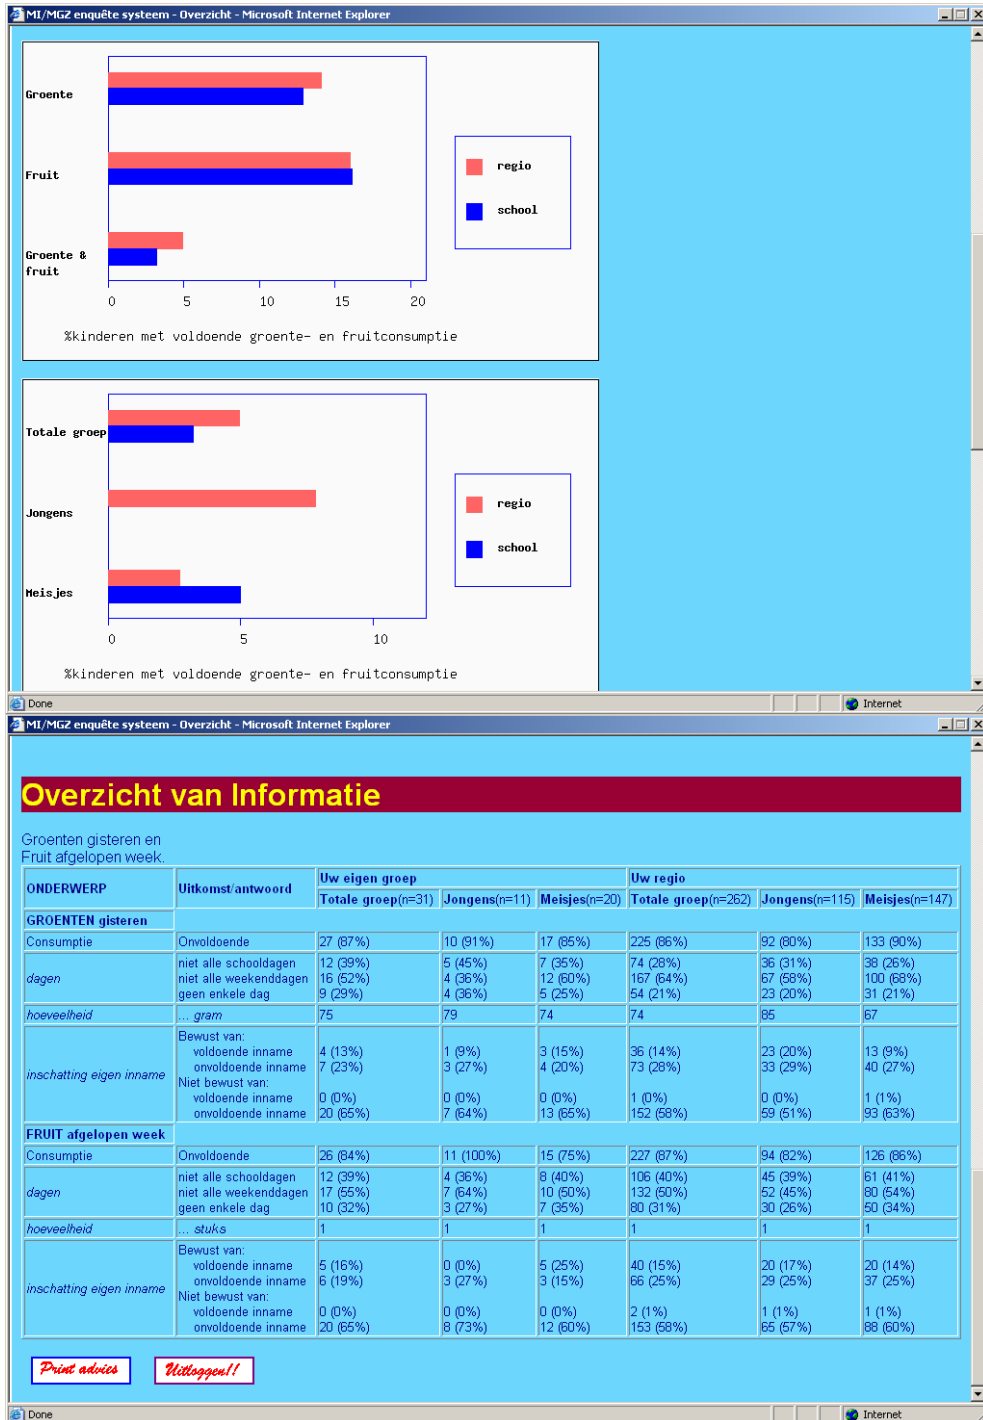 MI/MGZ enquête systeem - Overzicht - Microsoft Internet Explorer
Groente
Fruit
Groente &
fruit
regio
school
0 5 10 15 20
%kinderen met voldoende groente- en fruitconsumptie
Totale groep
Jongens
Meisjes
regio
school
0 5 10
%kinderen met voldoende groente- en fruitconsumptie
Done Internet
MI/MGZ enquête systeem - Overzicht - Microsoft Internet Explorer
Overzicht van Informatie
Groenten gisteren en
Fruit afgelopen week.
ONDERWERP Uitkomst/antwoord Uw eigen groep Uw regio
Totale groep(n=31) Jongens(n=11) Meisjes(n=20) Totale groep(n=262) Jongens(n=115) Meisjes(n=147)
GROENTEN gisteren
Consumptie Onvoldoende 27 (87%) 10 (91%) 17 (85%) 225 (86%) 92 (80%) 133 (90%)
dagen niet alle schooldagen 12 (39%) 5 (45%) 7 (35%) 74 (28%) 36 (31%) 38 (26%)
niet alle weekenddagen 16 (52%) 4 (36%) 12 (60%) 167 (64%) 67 (58%) 100 (68%)
geen enkele dag 9 (29%) 4 (36%) 5 (25%) 54 (21%) 23 (20%) 31 (21%)
hoeveelheid ... gram 75 79 74 74 85 67
inschatting eigen inname Bewust van:
voldoende inname 4 (13%) 1 (9%) 3 (15%) 36 (14%) 23 (20%) 13 (9%)
onvoldoende inname 7 (23%) 3 (27%) 4 (20%) 73 (28%) 33 (29%) 40 (27%)
Niet bewust van:
voldoende inname 0 (0%) 0 (0%) 0 (0%) 1 (0%) 0 (0%) 1 (1%)
onvoldoende inname 20 (65%) 7 (64%) 13 (65%) 152 (58%) 59 (51%) 93 (63%)
FRUIT afgelopen week
Consumptie Onvoldoende 26 (84%) 11 (100%) 15 (75%) 227 (87%) 94 (82%) 126 (86%)
dagen niet alle schooldagen 12 (39%) 4 (36%) 8 (40%) 106 (40%) 45 (39%) 61 (41%)
niet alle weekenddagen 17 (55%) 7 (64%) 10 (50%) 132 (50%) 52 (45%) 80 (54%)
geen enkele dag 10 (32%) 3 (27%) 7 (35%) 80 (31%) 30 (26%) 50 (34%)
hoeveelheid ... stuks 1 1 1 1 1 1
inschatting eigen inname Bewust van:
voldoende inname 5 (16%) 0 (0%) 5 (25%) 40 (15%) 20 (17%) 20 (14%)
onvoldoende inname 6 (19%) 3 (27%) 3 (15%) 66 (25%) 29 (25%) 37 (25%)
Niet bewust van:
voldoende inname 0 (0%) 0 (0%) 0 (0%) 2 (1%) 1 (1%) 1 (1%)
onvoldoende inname 20 (65%) 8 (73%) 12 (60%) 153 (58%) 65 (57%) 88 (60%)
Print advies Uitloggen!!
Done Internet